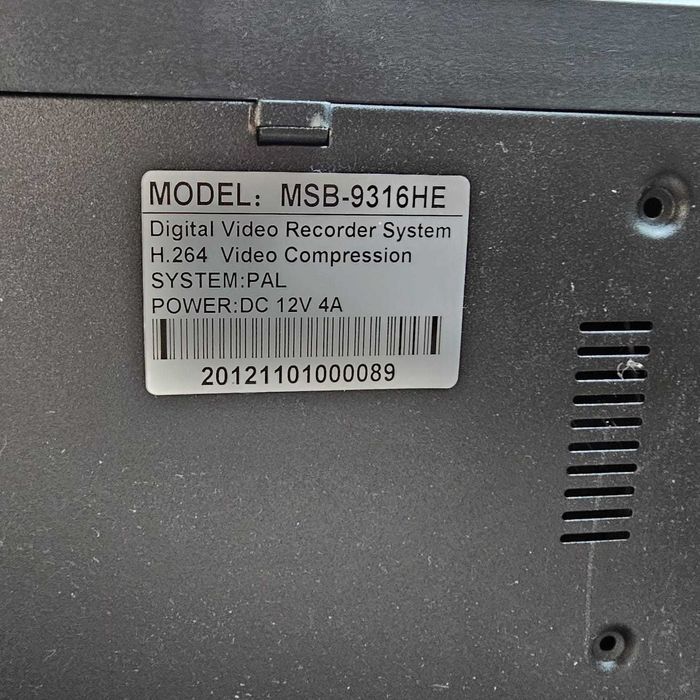 MODEL: MSB-9316HE
Digital Video Recorder System
H.264 Video Compression
SYSTEM:PAL
POWER:DC 12V 4A
20121101000089